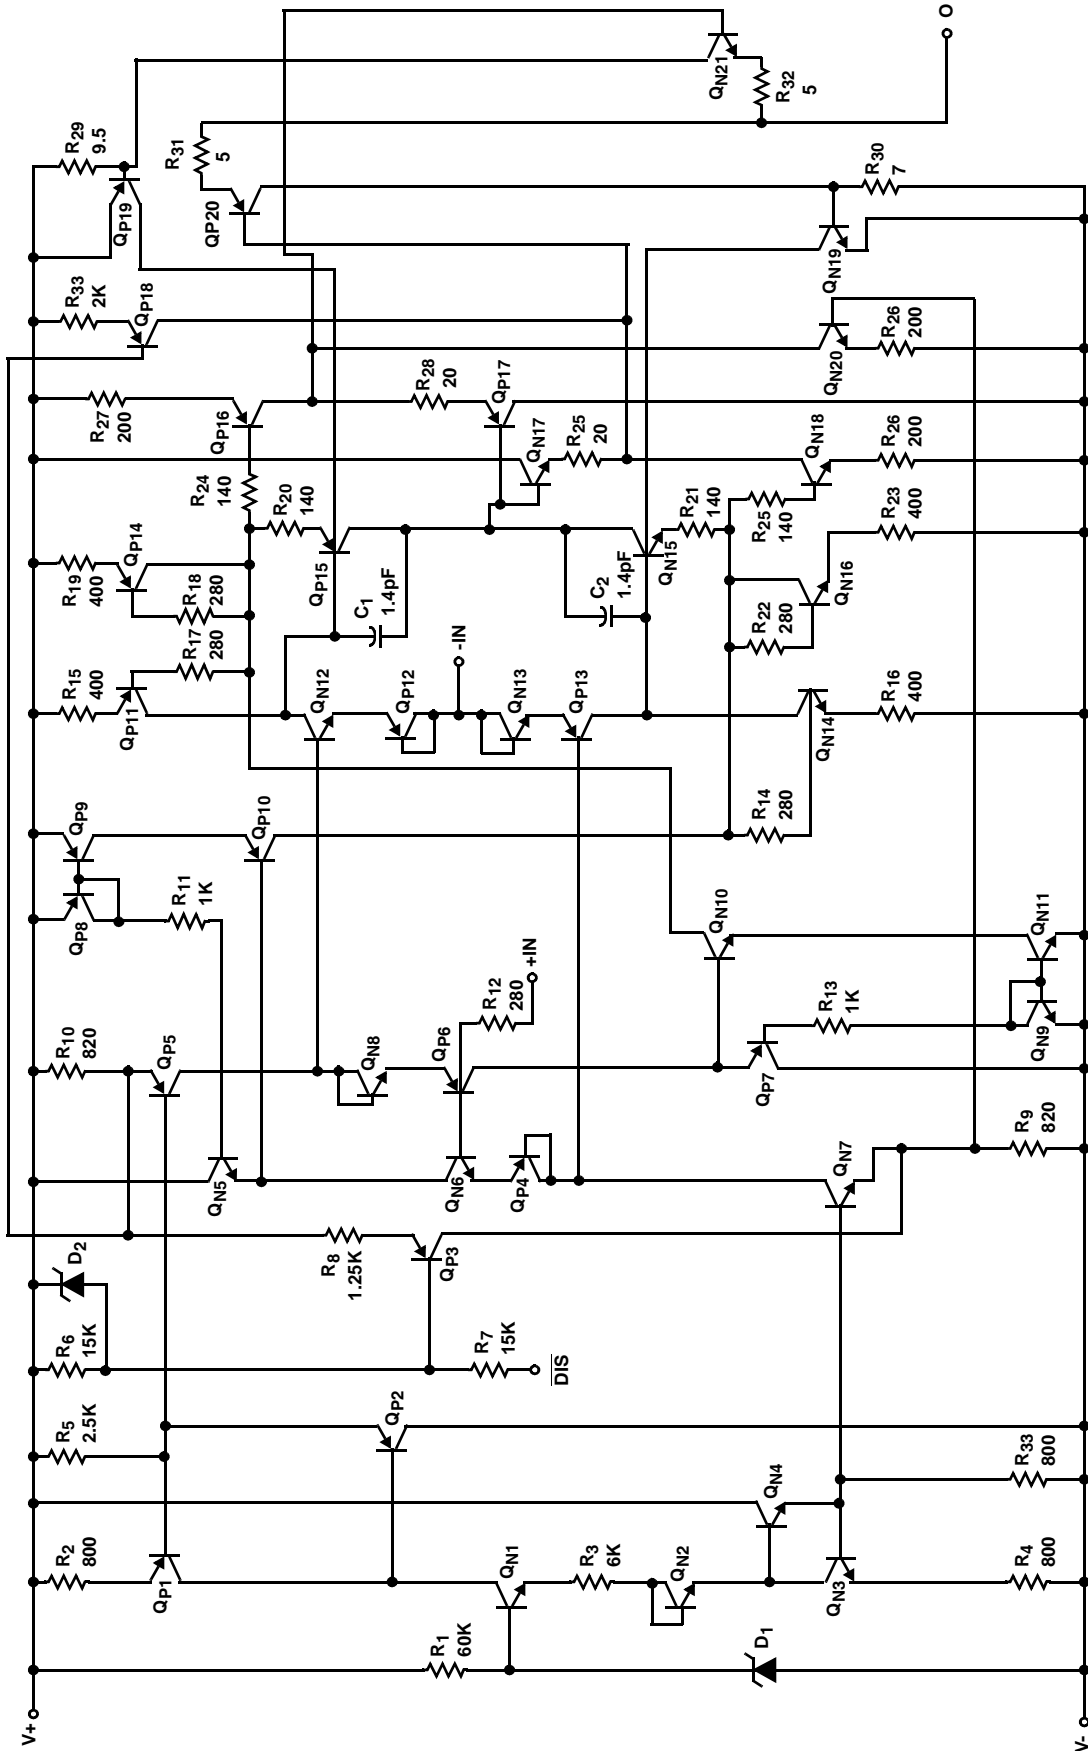 V+
V-
R1
60K
D1
R2
800
QP1
QN1
R3
6K
QN2
QN3
R4
800
QN4
R33
800
R5
2.5K
QP2
R6
15K
D2
R7
15K
DIS
R8
1.25K
QP3
QN5
QN6
QP4
QN7
R9
820
R10
820
QP5
QN8
QP6
R12
280
+IN
QP7
R13
1K
QN9
QN11
QN10
QP8
QP9
R11
1K
QP10
R14
280
R15
400
QP11
R17
280
R18
280
R19
400
QP14
QN12
QP12
-IN
QN13
QP13
QN14
R16
400
C1
1.4pF
C2
1.4pF
QP15
R20
140
R24
140
QN15
R21
140
R22
280
QN16
R23
400
R25
140
QN18
R26
200
R27
200
QP16
R28
20
QP17
QN17
R25
20
R33
2K
QP18
QN20
R26
200
QP19
R29
9.5
QP20
R31
5
QN19
R30
7
QN21
R32
5
O